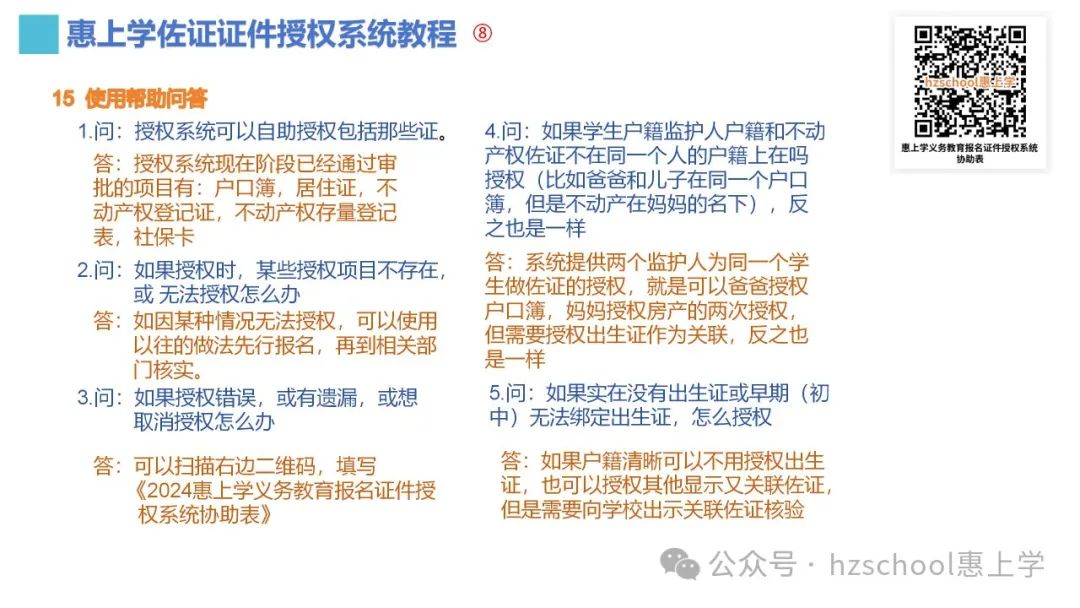 惠上学佐证证件授权系统教程 ⑧
hzschool惠上学
惠上学义务教育报名证件授权系统
协助表
15 使用帮助问答
1.问：授权系统可以自助授权包括那些证。
答：授权系统现在阶段已经通过审
批的项目有：户口簿，居住证，不
动产权登记证，不动产权存量登记
表，社保卡
2.问：如果授权时，某些授权项目不存在，
或 无法授权怎么办
答：如因某种情况无法授权，可以使用
以往的做法先行报名，再到相关部
门核实。
3.问：如果授权错误，或有遗漏，或想
取消授权怎么办
答：可以扫描右边二维码，填写
《2024惠上学义务教育报名证件授
权系统协助表》
4.问：如果学生户籍监护人户籍和不动
产权佐证不在同一个人的户籍上在吗
授权（比如爸爸和儿子在同一个户口
簿，但是不动产在妈妈的名下），反
之也是一样
答：系统提供两个监护人为同一个学
生做佐证的授权，就是可以爸爸授权
户口簿，妈妈授权房产的两次授权，
但需要授权出生证作为关联，反之也
是一样
5.问：如果实在没有出生证或早期（初
中）无法绑定出生证，怎么授权
答：如果户籍清晰可以不用授权出生
证，也可以授权其他显示又关联佐证，
但是需要向学校出示关联佐证核验
公众号 · hzschool惠上学